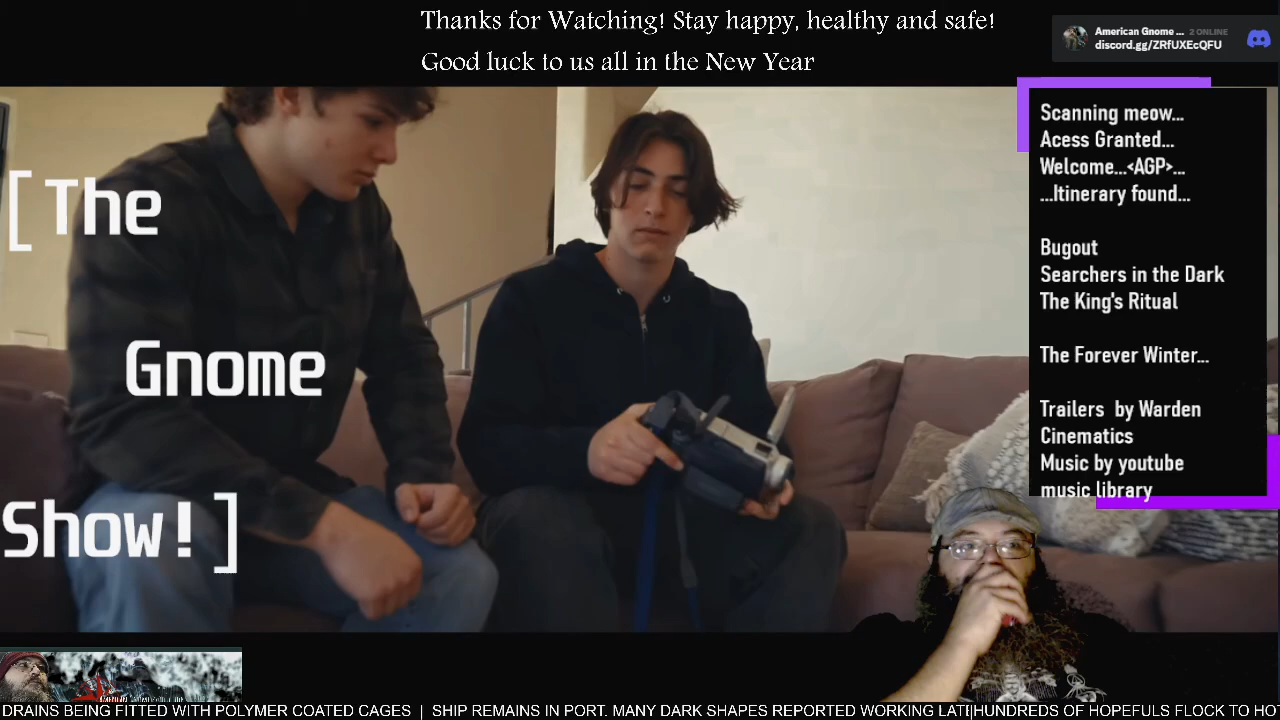 Thanks for Watching! Stay happy, healthy and safe!
Good luck to us all in the New Year
American Gnome ... 2 ONLINE
discord.gg/ZRfUXEcQFU
[ The
Gnome
Show! ]
Scanning meow...
Acess Granted...
Welcome...<AGP>...
...Itinerary found...
Bugout
Searchers in the Dark
The King's Ritual
The Forever Winter...
Trailers by Warden
Cinematics
Music by youtube
music library
DRAINS BEING FITTED WITH POLYMER COATED CAGES | SHIP REMAINS IN PORT. MANY DARK SHAPES REPORTED WORKING LATE|HUNDREDS OF HOPEFULS FLOCK TO HO